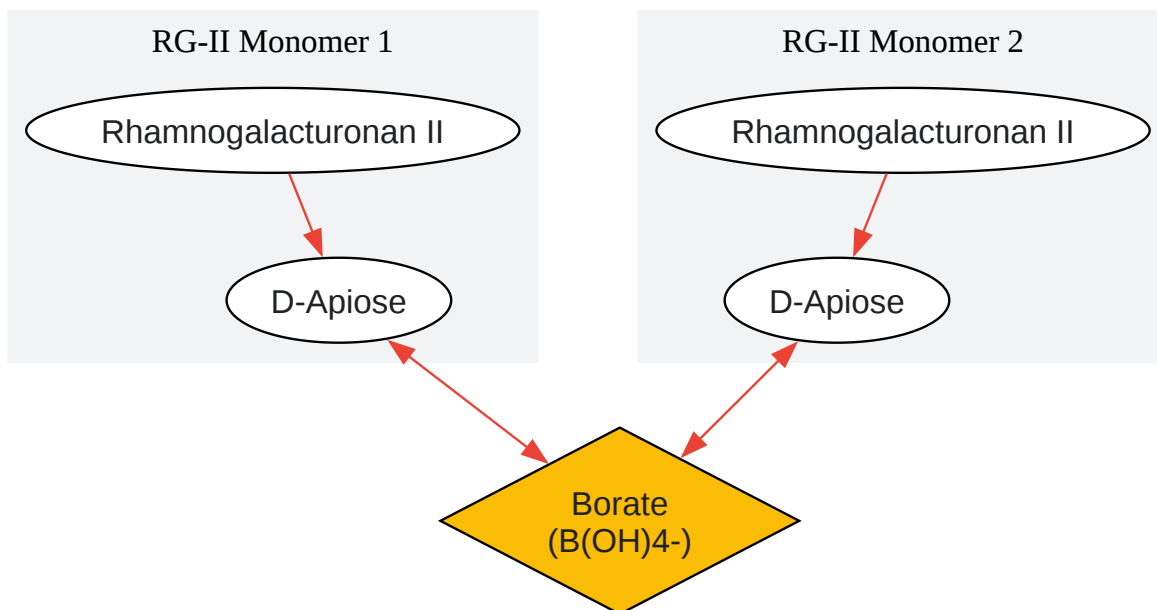 RG-II Monomer 1
RG-II Monomer 2
Rhamnogalacturonan II
Rhamnogalacturonan II
D-Apiose
D-Apiose
Borate
(B(OH)4-)